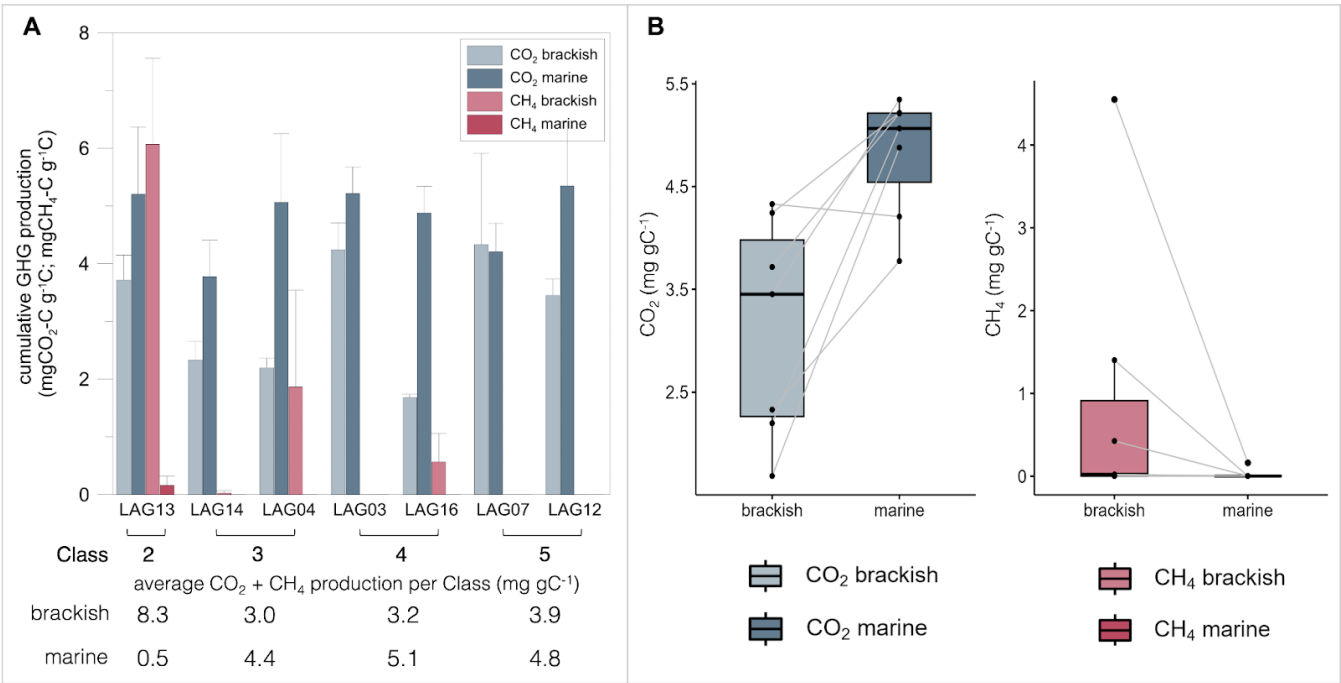 A
cumulative GHG production
(mgCO₂-C g⁻¹C; mgCH₄-C g⁻¹C)
8
6
4
2
0
CO₂ brackish
CO₂ marine
CH₄ brackish
CH₄ marine
LAG13 LAG14 LAG04 LAG03 LAG16 LAG07 LAG12
Class 2 3 4 5
average CO₂ + CH₄ production per Class (mg gC⁻¹)
brackish 8.3 3.0 3.2 3.9
marine 0.5 4.4 5.1 4.8
B
CO₂ (mg gC⁻¹)
5.5
4.5
3.5
2.5
brackish marine
CH₄ (mg gC⁻¹)
4
3
2
1
0
brackish marine
CO₂ brackish
CO₂ marine
CH₄ brackish
CH₄ marine